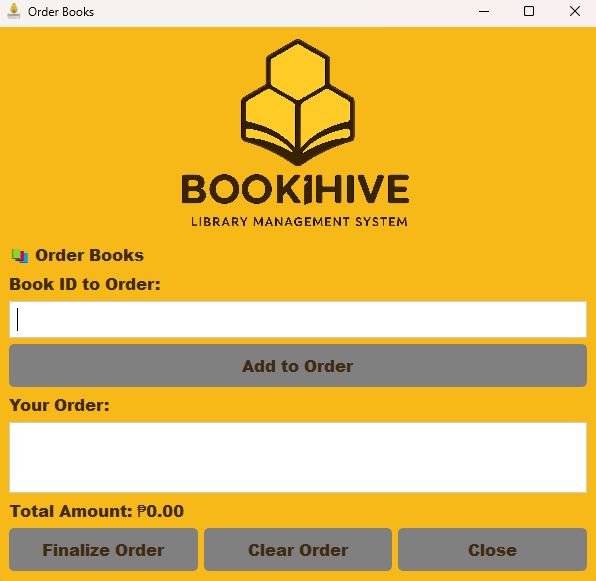 Order Books
BOOKHIVE
LIBRARY MANAGEMENT SYSTEM
Order Books
Book ID to Order:
Add to Order
Your Order:
Total Amount: ₱0.00
Finalize Order Clear Order Close